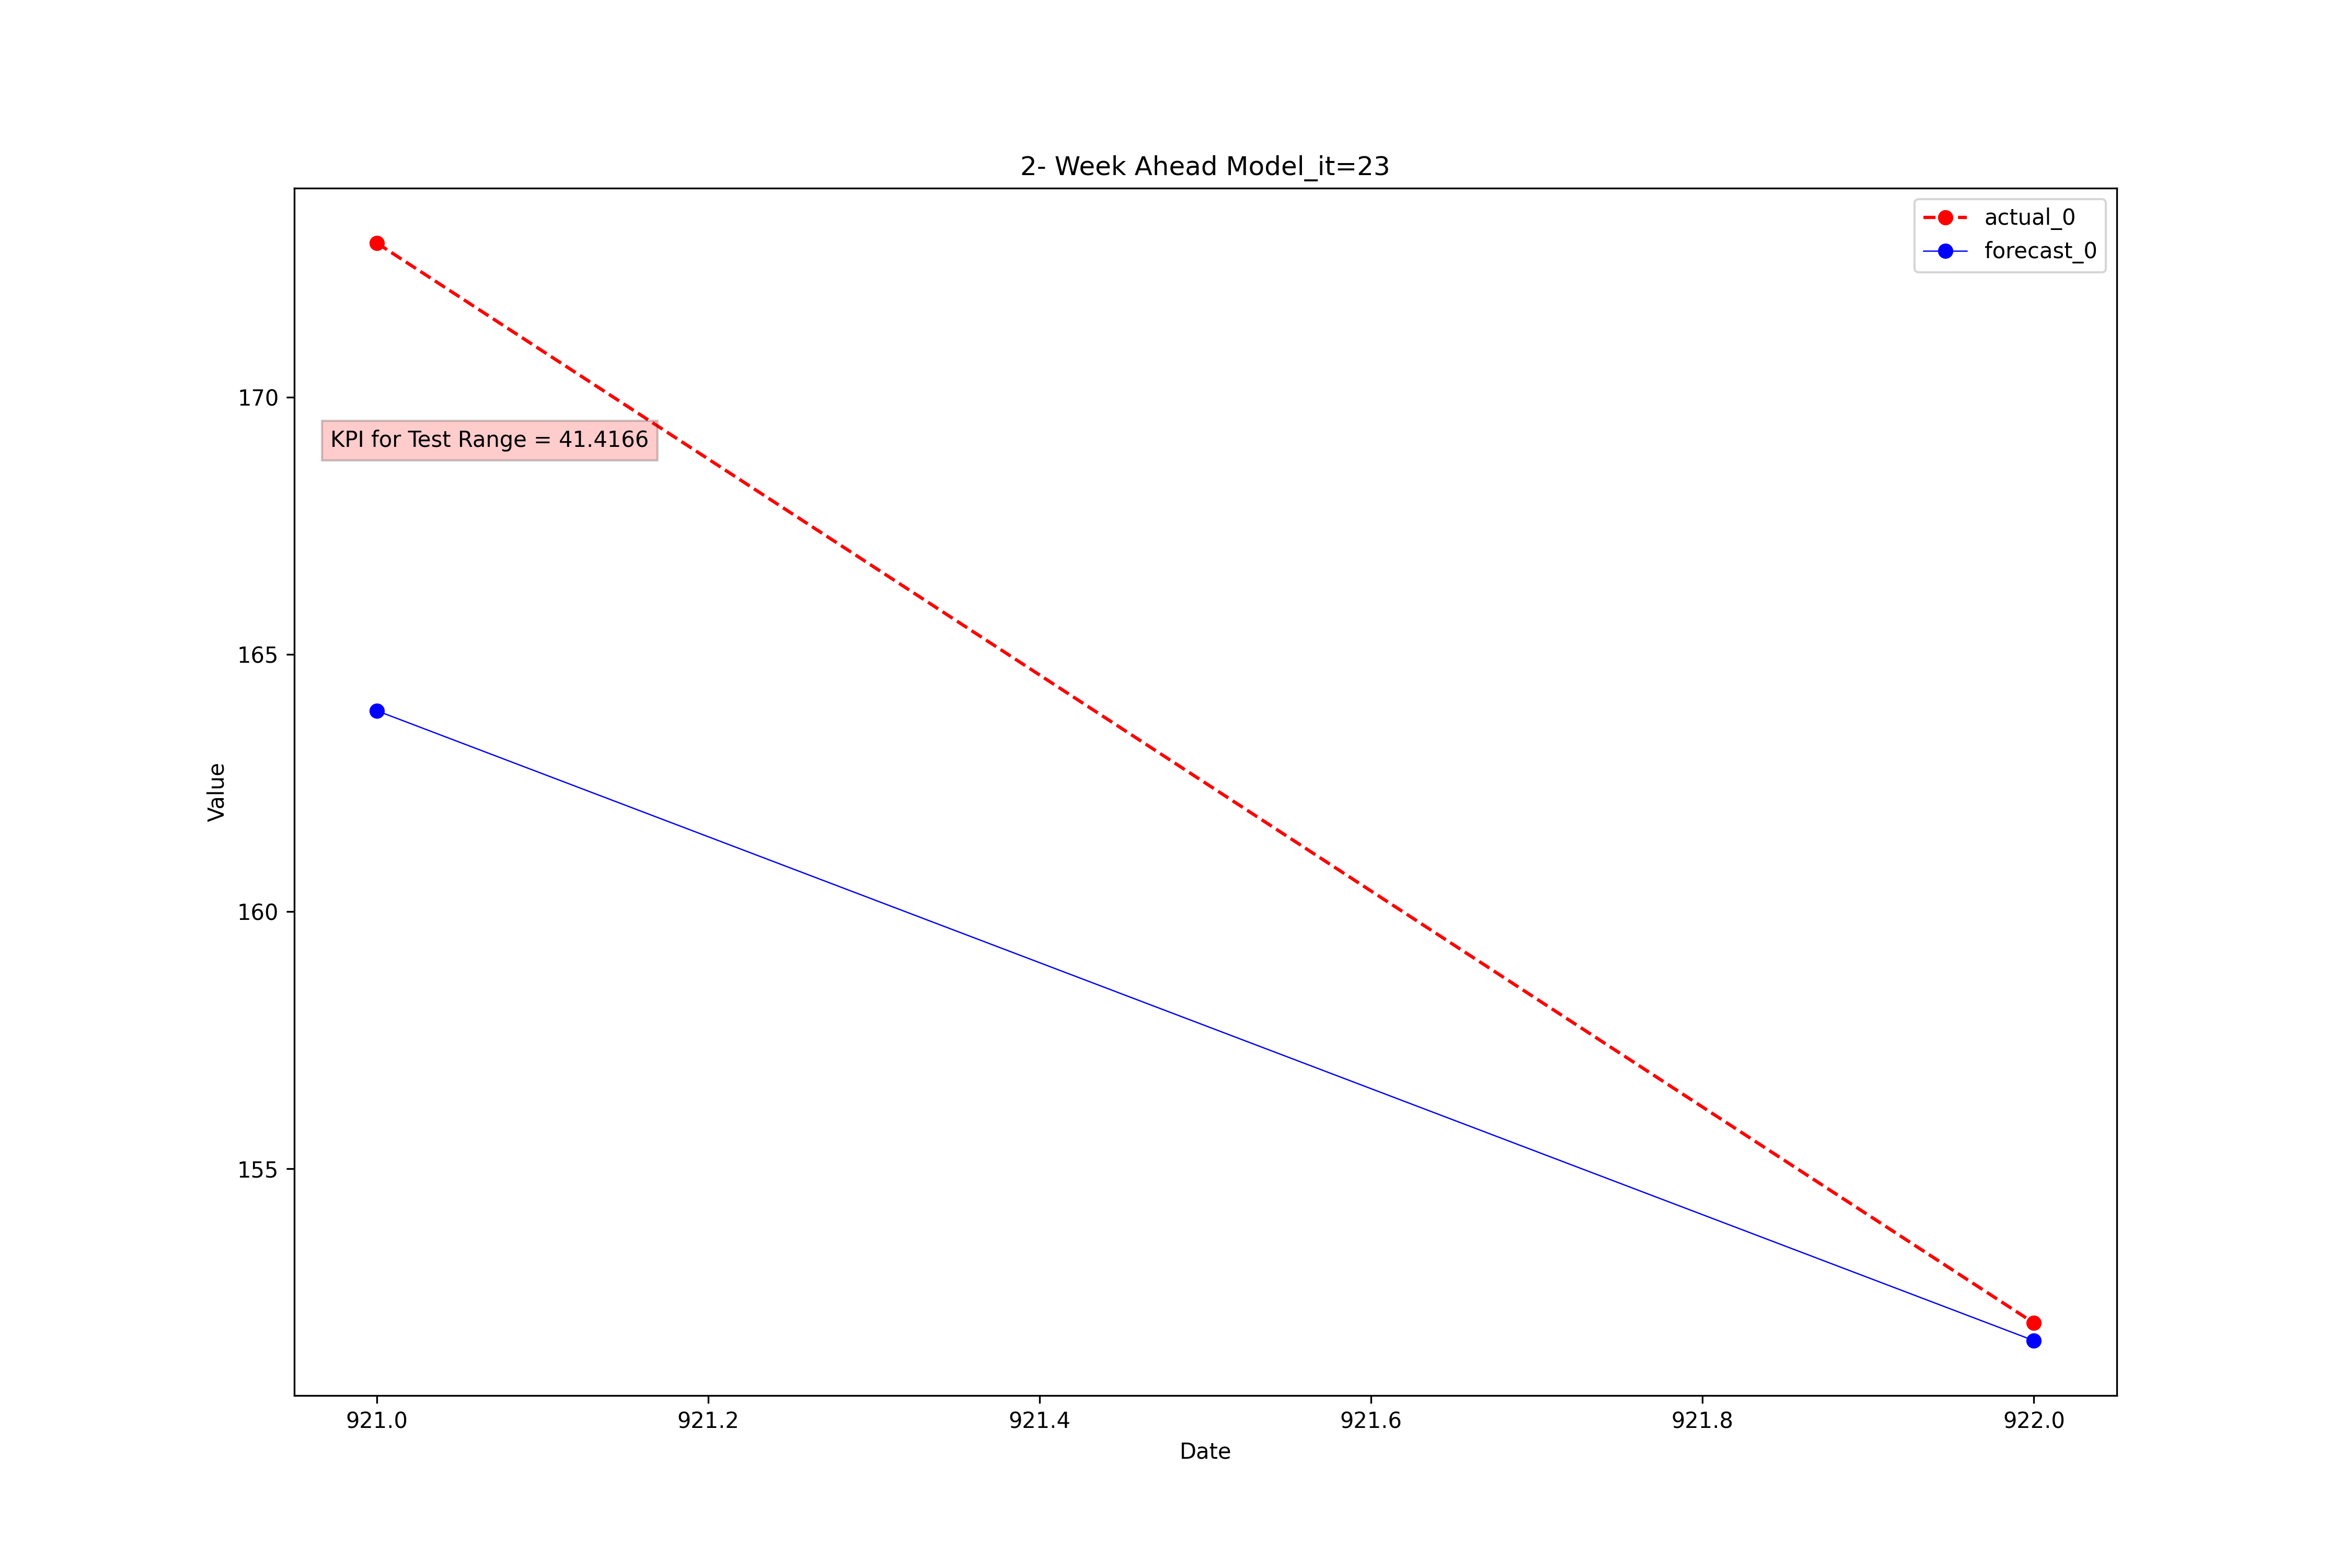 2- Week Ahead Model_it=23
actual_0
forecast_0
KPI for Test Range = 41.4166
170
165
160
155
Value
921.0 921.2 921.4 921.6 921.8 922.0
Date